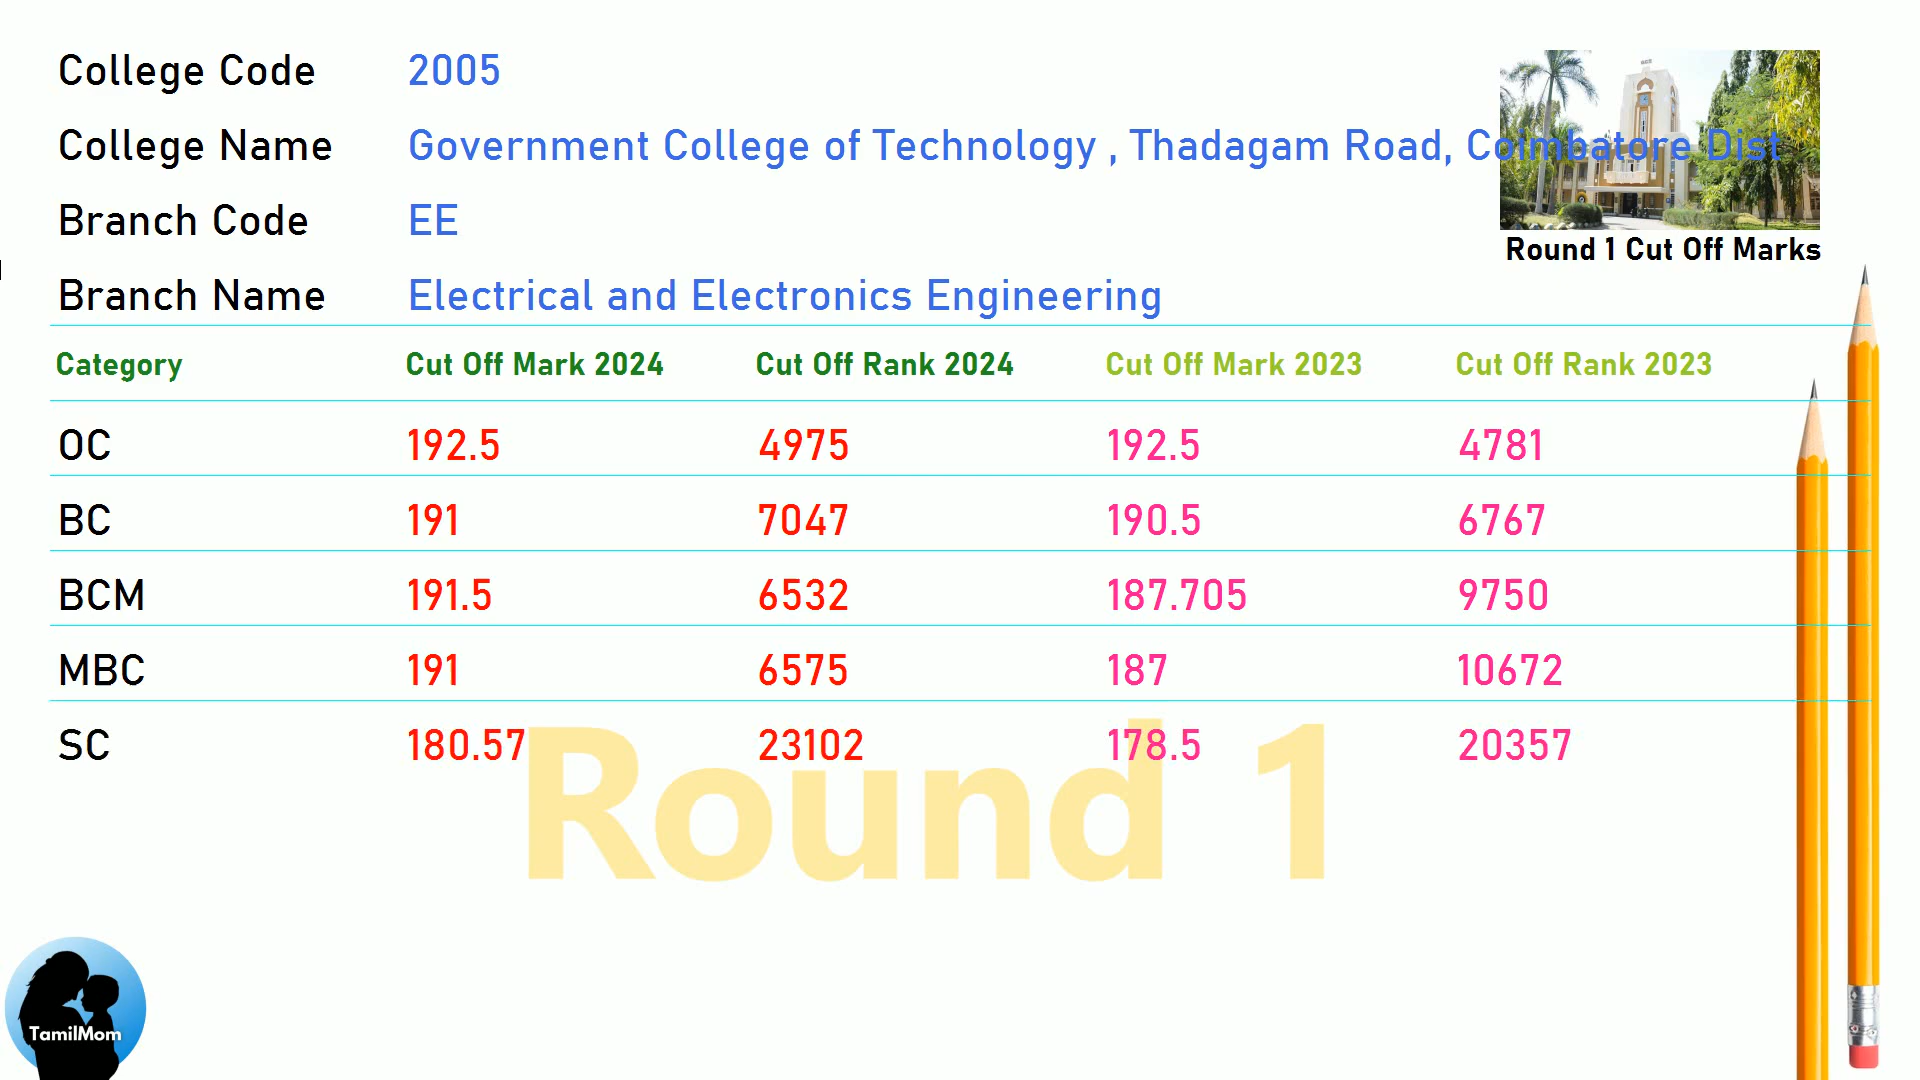 College Code 2005
College Name Government College of Technology , Thadagam Road, Coimbatore Dist
Branch Code EE
Round 1 Cut Off Marks
Branch Name Electrical and Electronics Engineering
Category Cut Off Mark 2024 Cut Off Rank 2024 Cut Off Mark 2023 Cut Off Rank 2023
OC 192.5 4975 192.5 4781
BC 191 7047 190.5 6767
BCM 191.5 6532 187.705 9750
MBC 191 6575 187 10672
SC 180.57 23102 178.5 20357
Round 1
TamilMom